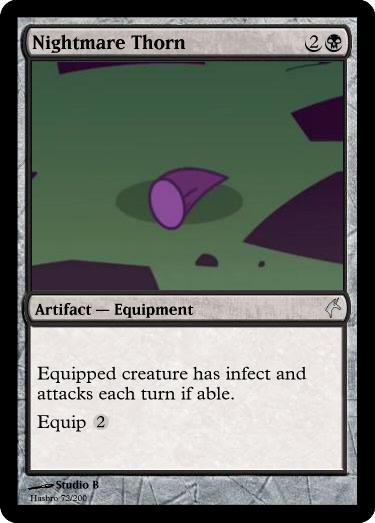 Nightmare Thorn 2
Artifact — Equipment
Equipped creature has infect and
attacks each turn if able.
Equip 2
Studio B
Hasbro 73/200